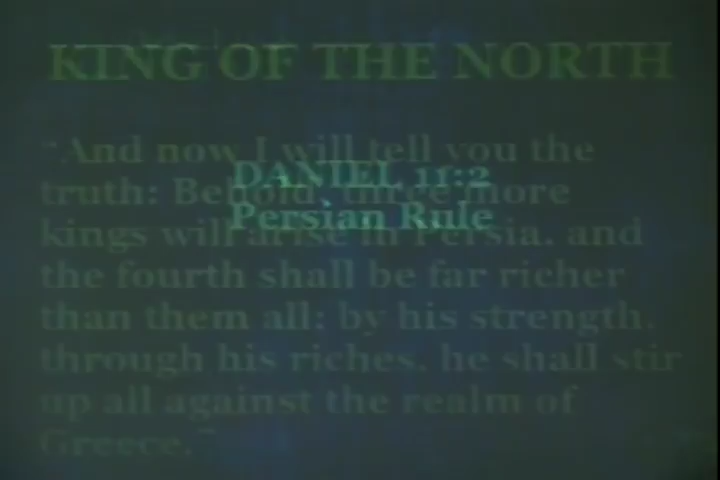 KING OF THE NORTH
DANIEL 11:2
Persian Rule
"And now I will tell you the
truth: Behold, three more
kings will arise in Persia, and
the fourth shall be far richer
than them all: by his strength,
through his riches, he shall stir
up all against the realm of
Greece."